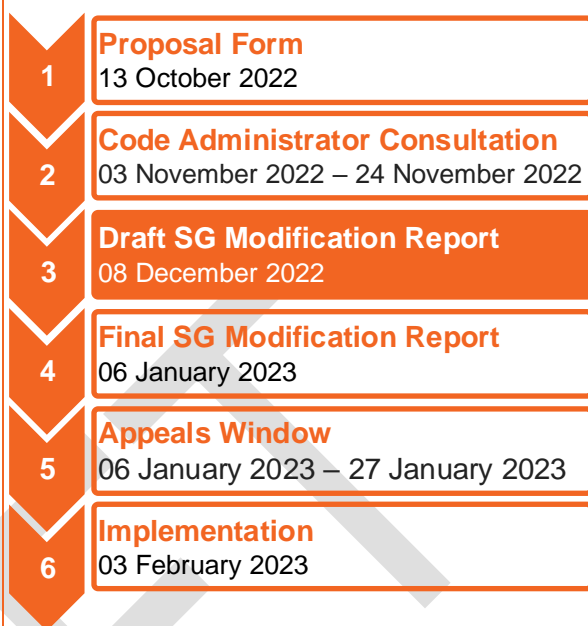 1
Proposal Form
13 October 2022
2
Code Administrator Consultation
03 November 2022 – 24 November 2022
3
Draft SG Modification Report
08 December 2022
4
Final SG Modification Report
06 January 2023
5
Appeals Window
06 January 2023 – 27 January 2023
6
Implementation
03 February 2023